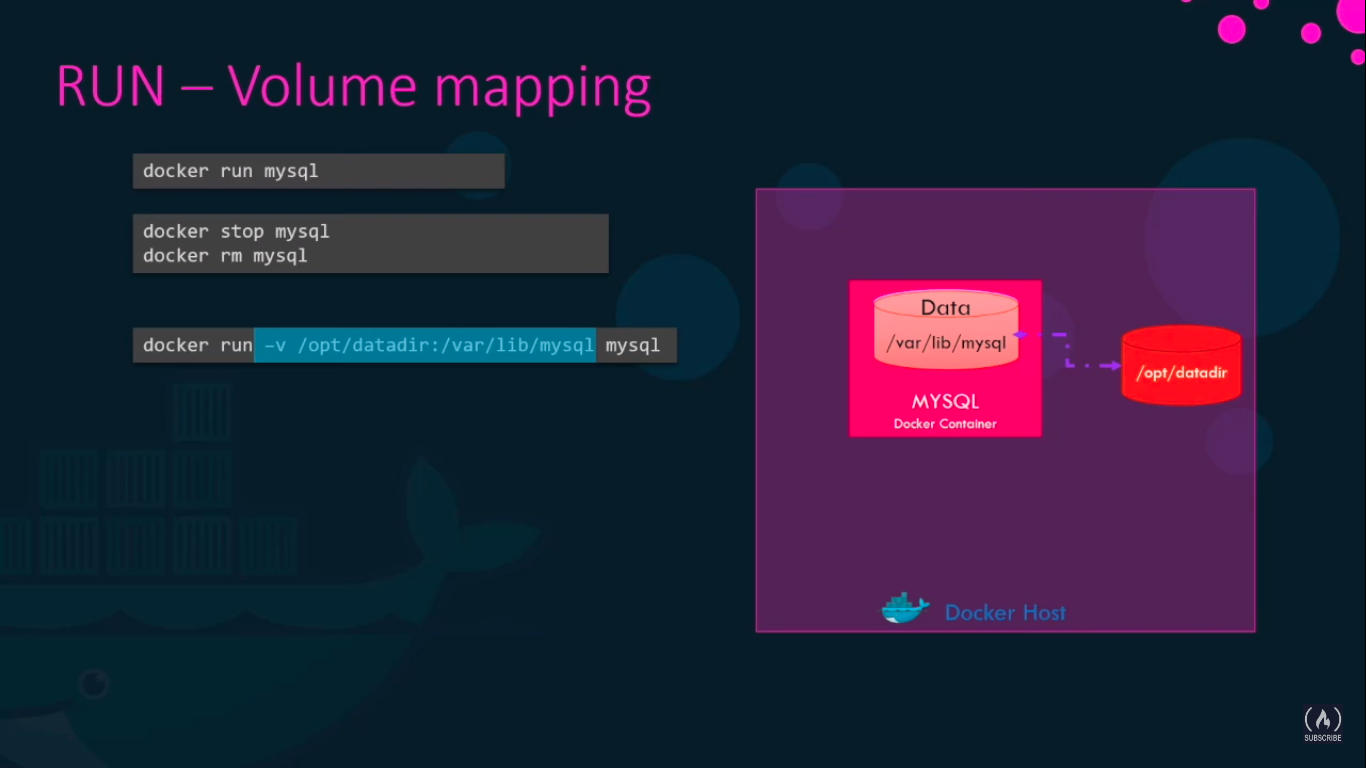 RUN – Volume mapping
docker run mysql
docker stop mysql
docker rm mysql
docker run -v /opt/datadir:/var/lib/mysql mysql
Data
/var/lib/mysql
MYSQL
Docker Container
/opt/datadir
Docker Host
SUBSCRIBE